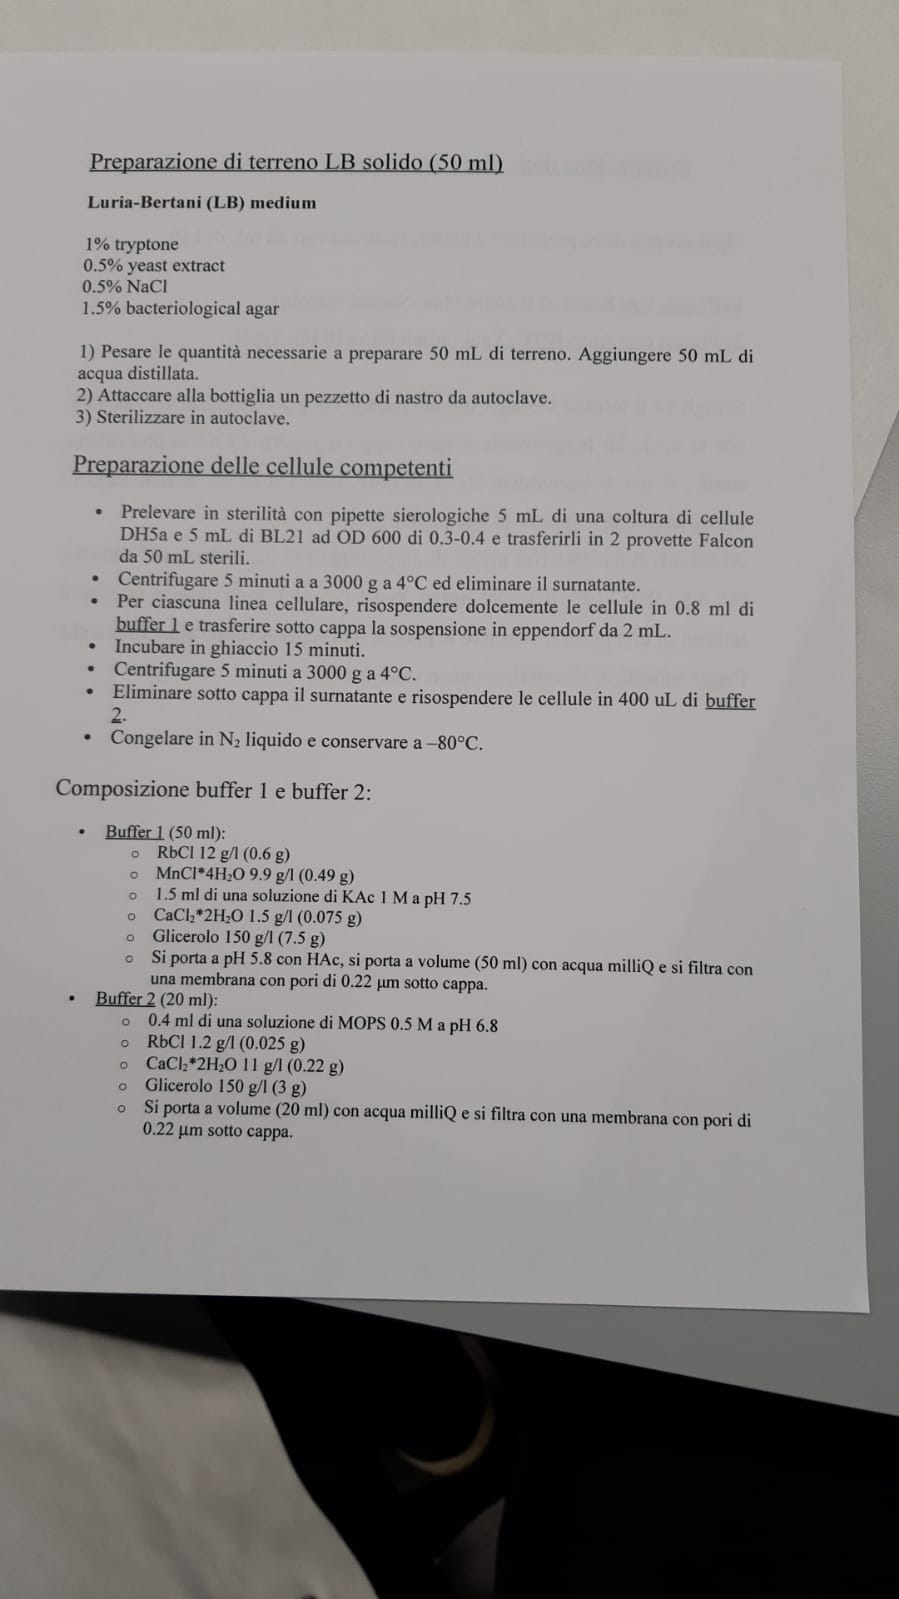 Preparazione di terreno LB solido (50 ml)
Luria-Bertani (LB) medium
1% tryptone
0.5% yeast extract
0.5% NaCl
1.5% bacteriological agar
1) Pesare le quantità necessarie a preparare 50 mL di terreno. Aggiungere 50 mL di
acqua distillata.
2) Attaccare alla bottiglia un pezzetto di nastro da autoclave.
3) Sterilizzare in autoclave.
Preparazione delle cellule competenti
• Prelevare in sterilità con pipette sierologiche 5 mL di una coltura di cellule
DH5a e 5 mL di BL21 ad OD 600 di 0.3-0.4 e trasferirli in 2 provette Falcon
da 50 mL sterili.
• Centrifugare 5 minuti a a 3000 g a 4°C ed eliminare il surnatante.
• Per ciascuna linea cellulare, risospendere dolcemente le cellule in 0.8 ml di
buffer 1 e trasferire sotto cappa la sospensione in eppendorf da 2 mL.
• Incubare in ghiaccio 15 minuti.
• Centrifugare 5 minuti a 3000 g a 4°C.
• Eliminare sotto cappa il surnatante e risospendere le cellule in 400 uL di buffer
2.
• Congelare in N₂ liquido e conservare a –80°C.
Composizione buffer 1 e buffer 2:
• Buffer 1 (50 ml):
o RbCl 12 g/l (0.6 g)
o MnCl*4H₂O 9.9 g/l (0.49 g)
o 1.5 ml di una soluzione di KAc 1 M a pH 7.5
o CaCl₂*2H₂O 1.5 g/l (0.075 g)
o Glicerolo 150 g/l (7.5 g)
o Si porta a pH 5.8 con HAc, si porta a volume (50 ml) con acqua milliQ e si filtra con
una membrana con pori di 0.22 µm sotto cappa.
• Buffer 2 (20 ml):
o 0.4 ml di una soluzione di MOPS 0.5 M a pH 6.8
o RbCl 1.2 g/l (0.025 g)
o CaCl₂*2H₂O 11 g/l (0.22 g)
o Glicerolo 150 g/l (3 g)
o Si porta a volume (20 ml) con acqua milliQ e si filtra con una membrana con pori di
0.22 µm sotto cappa.